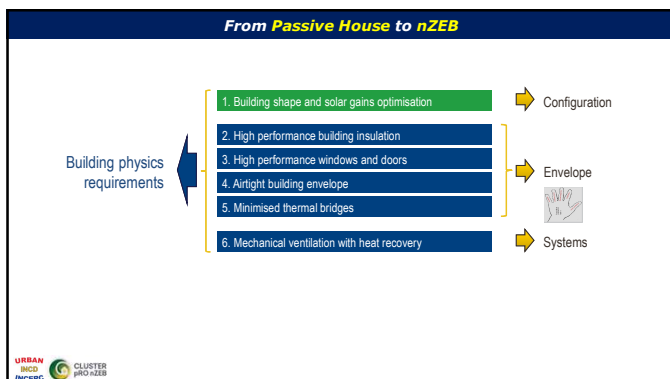 From Passive House to nZEB
1. Building shape and solar gains optimisation
Configuration
Building physics
requirements
2. High performance building insulation
3. High performance windows and doors
4. Airtight building envelope
5. Minimised thermal bridges
Envelope
6. Mechanical ventilation with heat recovery
Systems
URBAN
INCD
INCERC
CLUSTER
pRO nZEB